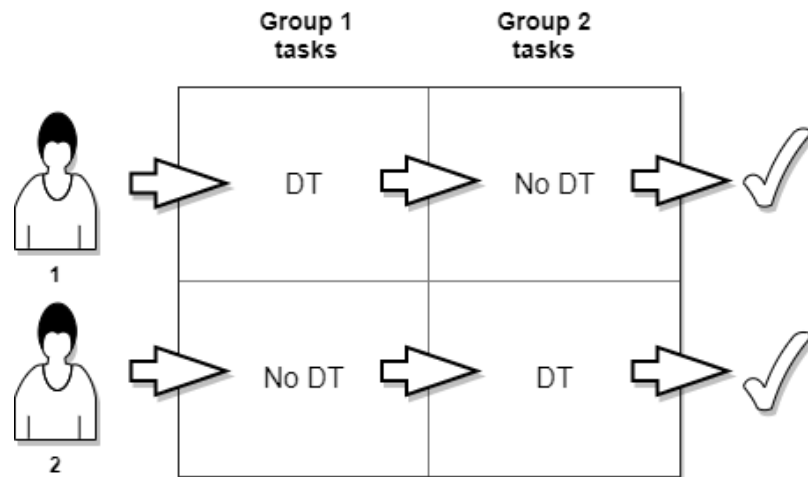 Group 1
tasks
Group 2
tasks
DT
No DT
1
No DT
DT
2